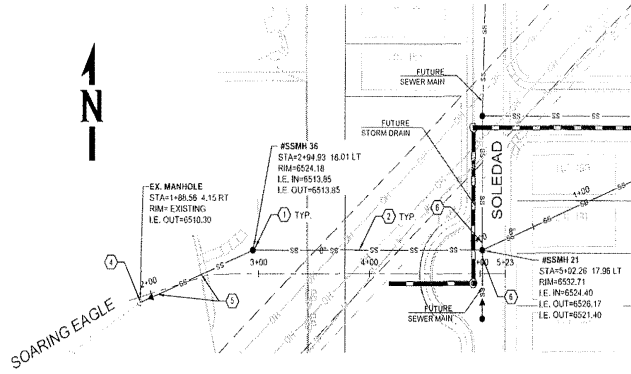 N
FUTURE
SEWER MAIN
FUTURE
STORM DRAIN
SOLEDAD
#SSMH 36
STA=2+94.93 16.01 LT
RIM=6524.18
I.E. IN=6513.85
I.E. OUT=6513.65
EX. MANHOLE
STA=1+88.56 4.15 RT
RIM= EXISTING
I.E. OUT=6510.30
1 TYP.
2 TYP.
6
4
5
6
SS
8"
8"
1+00
2+00
3+00
4+00
5+23
#SSMH 21
STA=5+02.26 17.96 LT
RIM=6532.71
I.E. IN=6524.40
I.E. OUT=6526.17
I.E. OUT=6521.40
FUTURE
SEWER MAIN
SOARING EAGLE